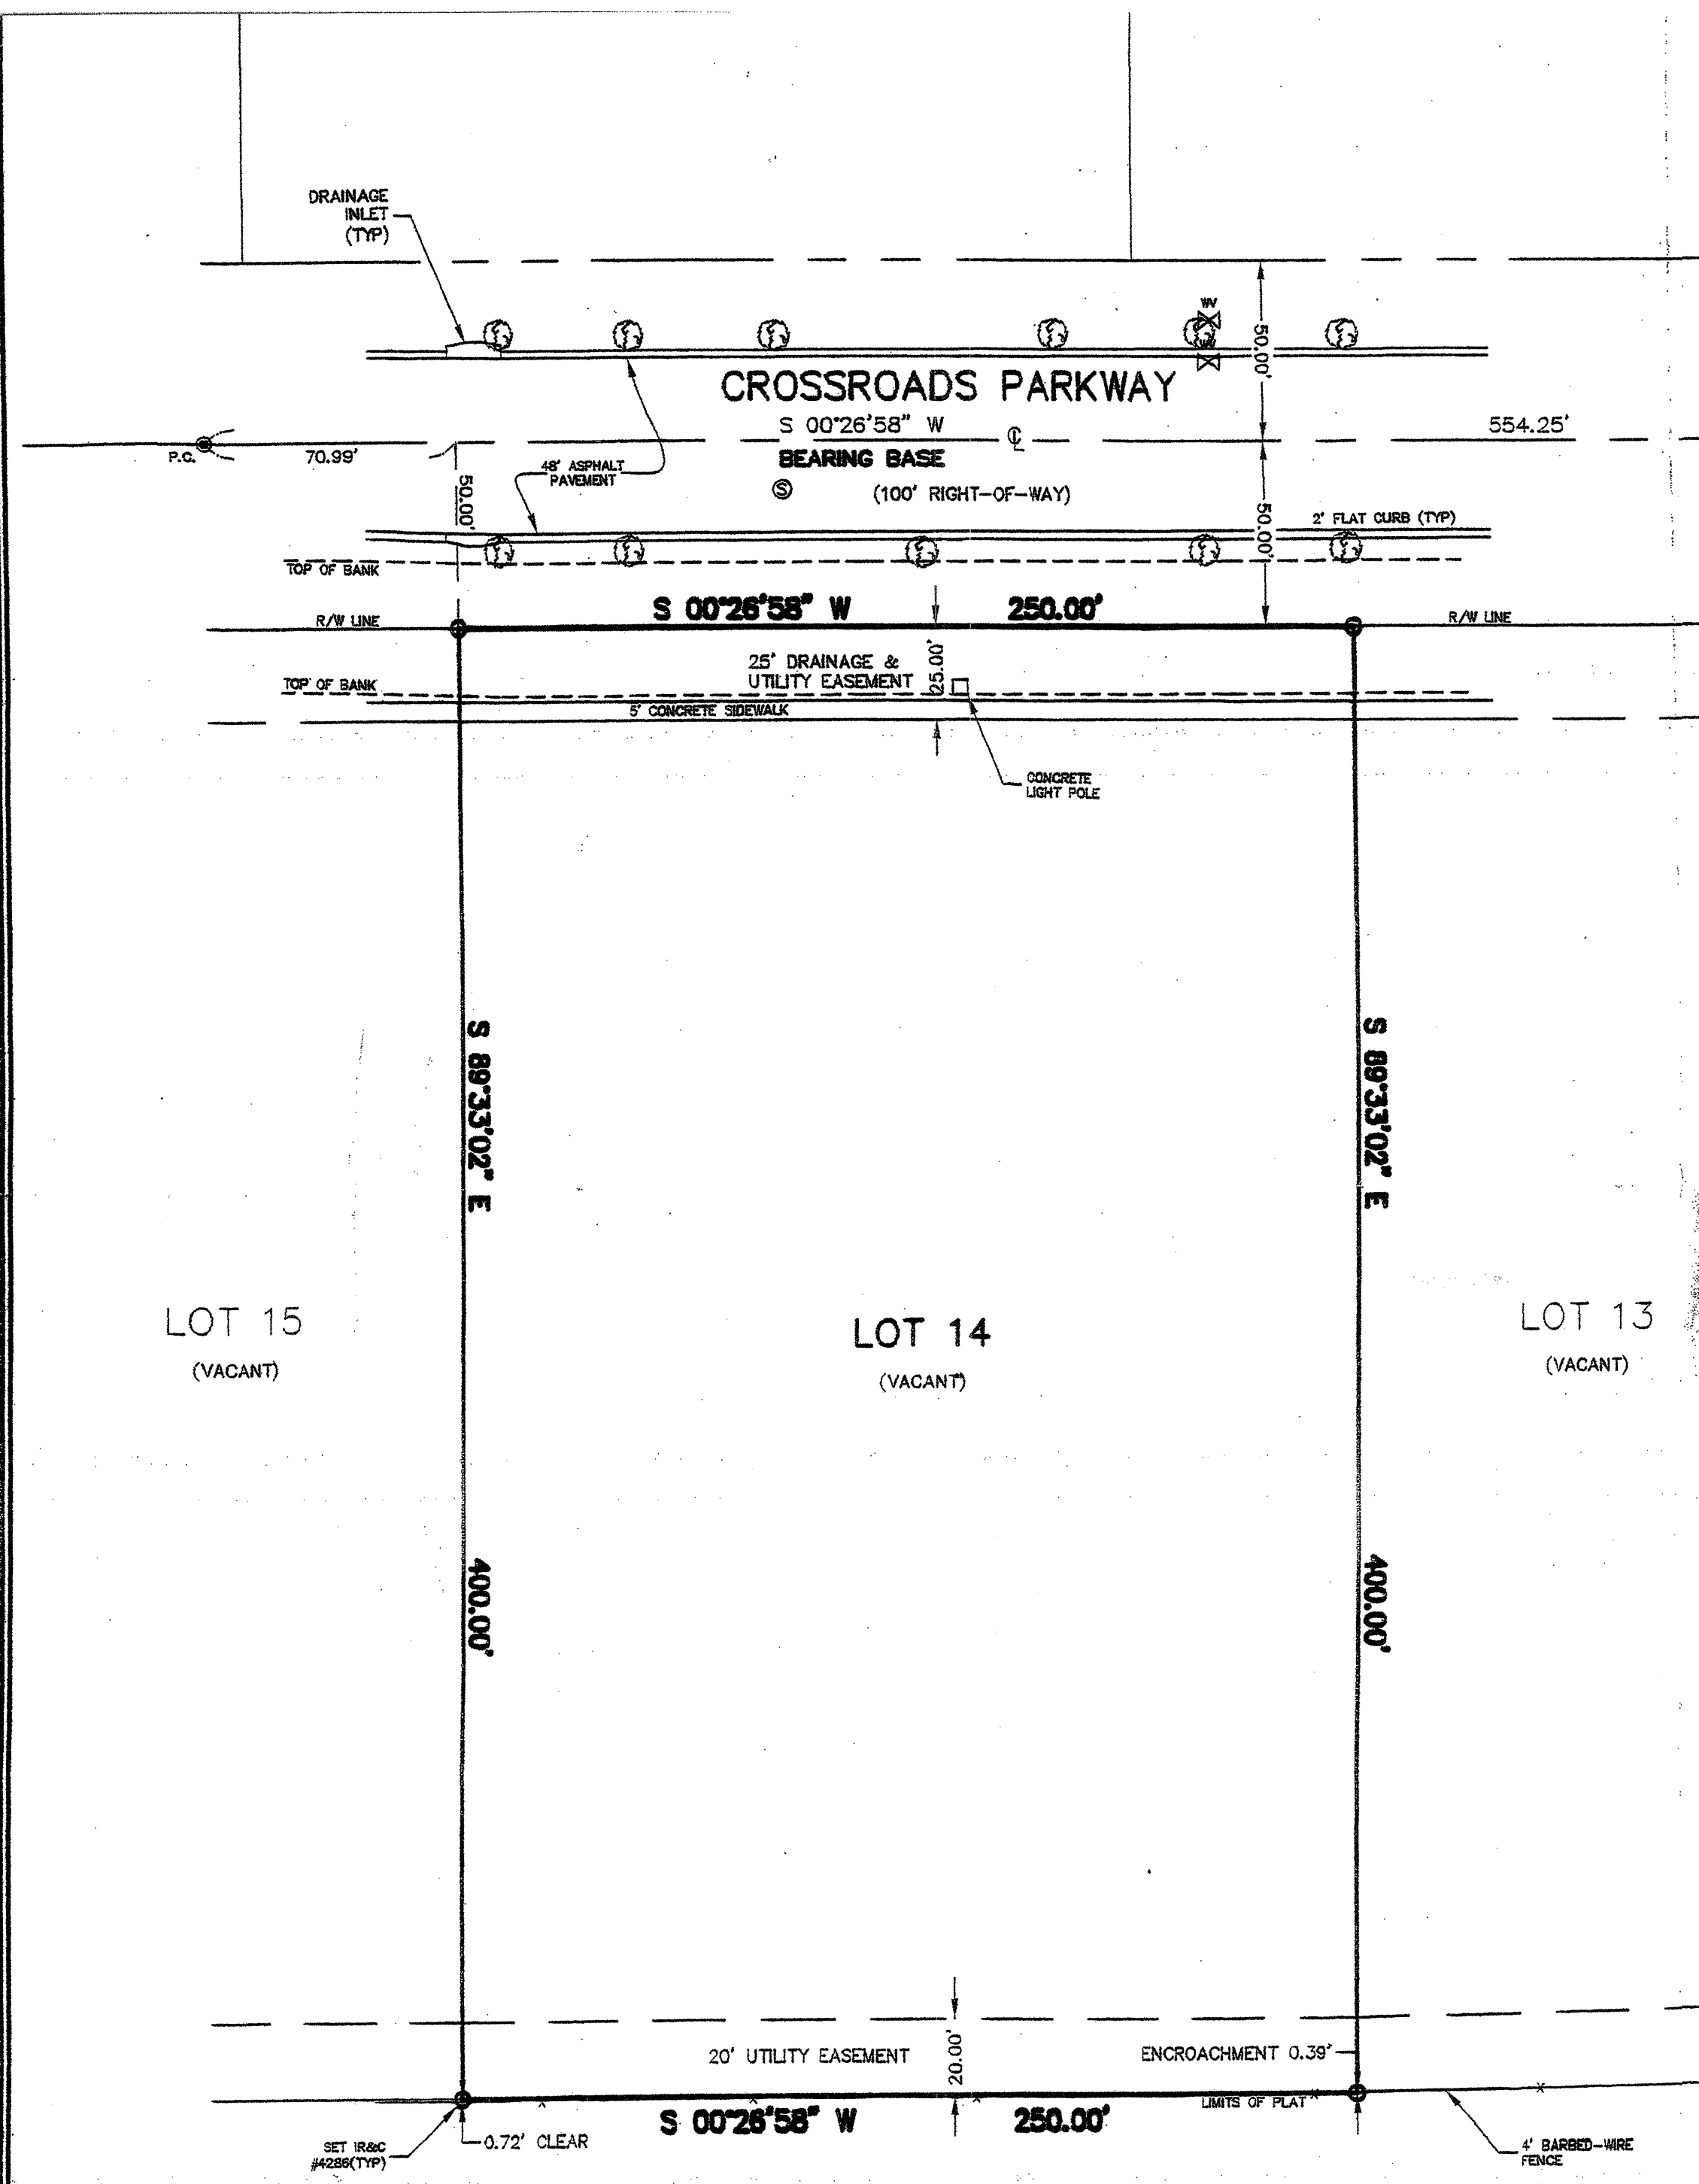 DRAINAGE
INLET
(TYP)
WV
50.00'
CROSSROADS PARKWAY
S 00°26'58" W
℄
554.25'
P.C.
70.99'
BEARING BASE
48' ASPHALT
PAVEMENT
S
(100' RIGHT-OF-WAY)
50.00'
50.00'
2' FLAT CURB (TYP)
TOP OF BANK
R/W LINE
S 00°26'58" W
250.00'
R/W LINE
25' DRAINAGE &
UTILITY EASEMENT
25.00'
TOP OF BANK
5' CONCRETE SIDEWALK
CONCRETE
LIGHT POLE
S 89°33'02" E
S 89°33'02" E
LOT 15
(VACANT)
LOT 14
(VACANT)
LOT 13
(VACANT)
400.00'
400.00'
20' UTILITY EASEMENT
20.00'
ENCROACHMENT 0.39'
LIMITS OF PLAT
S 00°26'58" W
250.00'
SET IR&C
#4286(TYP)
0.72' CLEAR
4' BARBED-WIRE
FENCE